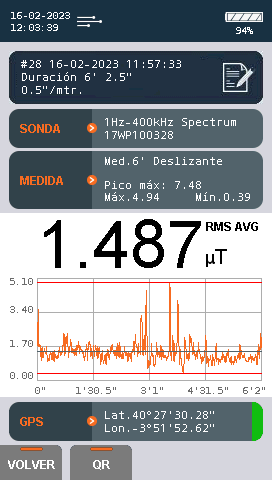 16-02-2023
12:03:39
94%
#28 16-02-2023 11:57:33
Duración 6' 2.5"
0.5"/mtr.
SONDA
1Hz-400kHz Spectrum
17WP100328
MEDIDA
Med.6' Deslizante
Pico máx: 7.48
Máx.4.94 Mín.0.39
1.487 RMS AVG
µT
5.10
3.40
1.70
0.00
0" 1'30.5" 3'1" 4'31.5" 6'2"
GPS
Lat.40°27'30.28"
Lon.-3°51'52.62"
VOLVER QR